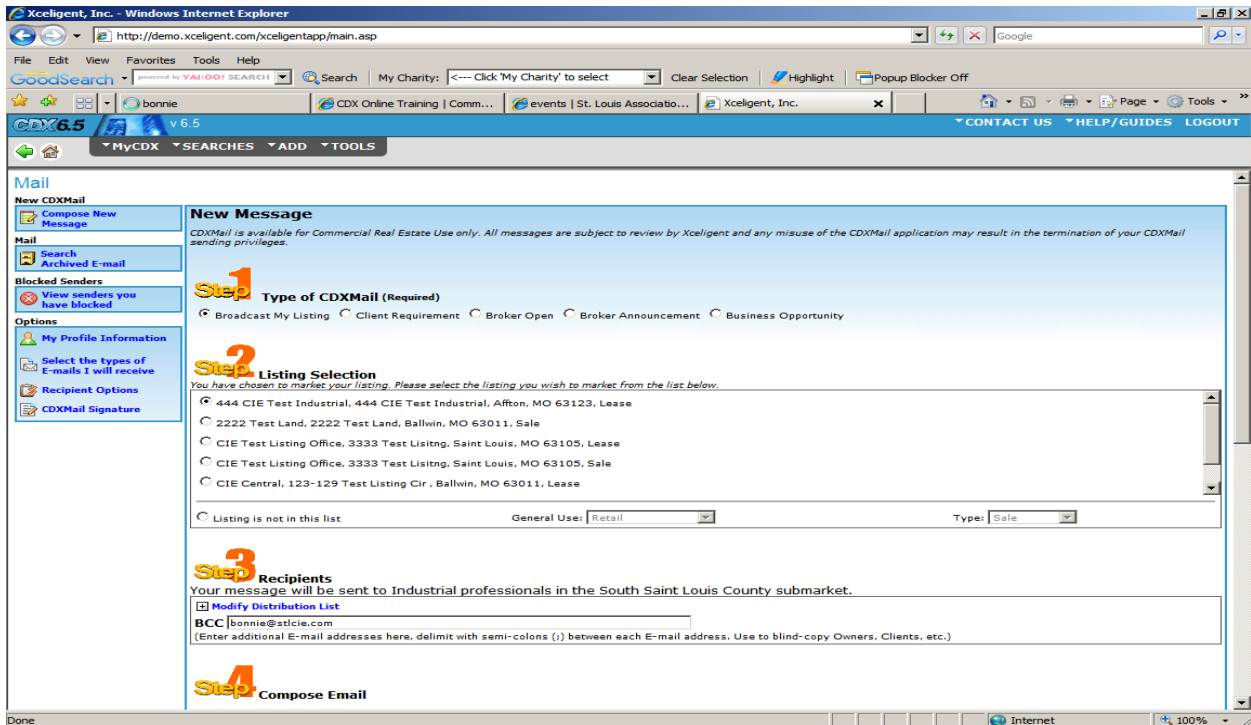 Xceligent, Inc. - Windows Internet Explorer
http://demo.xceligent.com/xceligentapp/main.asp
Google
File Edit View Favorites Tools Help
GoodSearch powered by YAHOO! SEARCH Search My Charity: <--- Click 'My Charity' to select Clear Selection Highlight Popup Blocker Off
bonnie CDX Online Training | Comm... events | St. Louis Associatio... Xceligent, Inc. Page Tools
CDX 6.5 v 6.5 CONTACT US HELP/GUIDES LOGOUT
MyCDX SEARCHES ADD TOOLS
Mail
New CDXMail
Compose New
Message
Mail
Search
Archived E-mail
Blocked Senders
View senders you
have blocked
Options
My Profile Information
Select the types of
E-mails I will receive
Recipient Options
CDXMail Signature
New Message
CDXMail is available for Commercial Real Estate Use only. All messages are subject to review by Xceligent and any misuse of the CDXMail application may result in the termination of your CDXMail
sending privileges.
Step 1 Type of CDXMail (Required)
Broadcast My Listing Client Requirement Broker Open Broker Announcement Business Opportunity
Step 2 Listing Selection
You have chosen to market your listing. Please select the listing you wish to market from the list below.
444 CIE Test Industrial, 444 CIE Test Industrial, Affton, MO 63123, Lease
2222 Test Land, 2222 Test Land, Ballwin, MO 63011, Sale
CIE Test Listing Office, 3333 Test Lisitng, Saint Louis, MO 63105, Lease
CIE Test Listing Office, 3333 Test Lisitng, Saint Louis, MO 63105, Sale
CIE Central, 123-129 Test Listing Cir , Ballwin, MO 63011, Lease
Listing is not in this list General Use: Retail Type: Sale
Step 3 Recipients
Your message will be sent to Industrial professionals in the South Saint Louis County submarket.
Modify Distribution List
BCC bonnie@stlcie.com
(Enter additional E-mail addresses here, delimit with semi-colons (;) between each E-mail address. Use to blind-copy Owners, Clients, etc.)
Step 4 Compose Email
Done Internet 100%